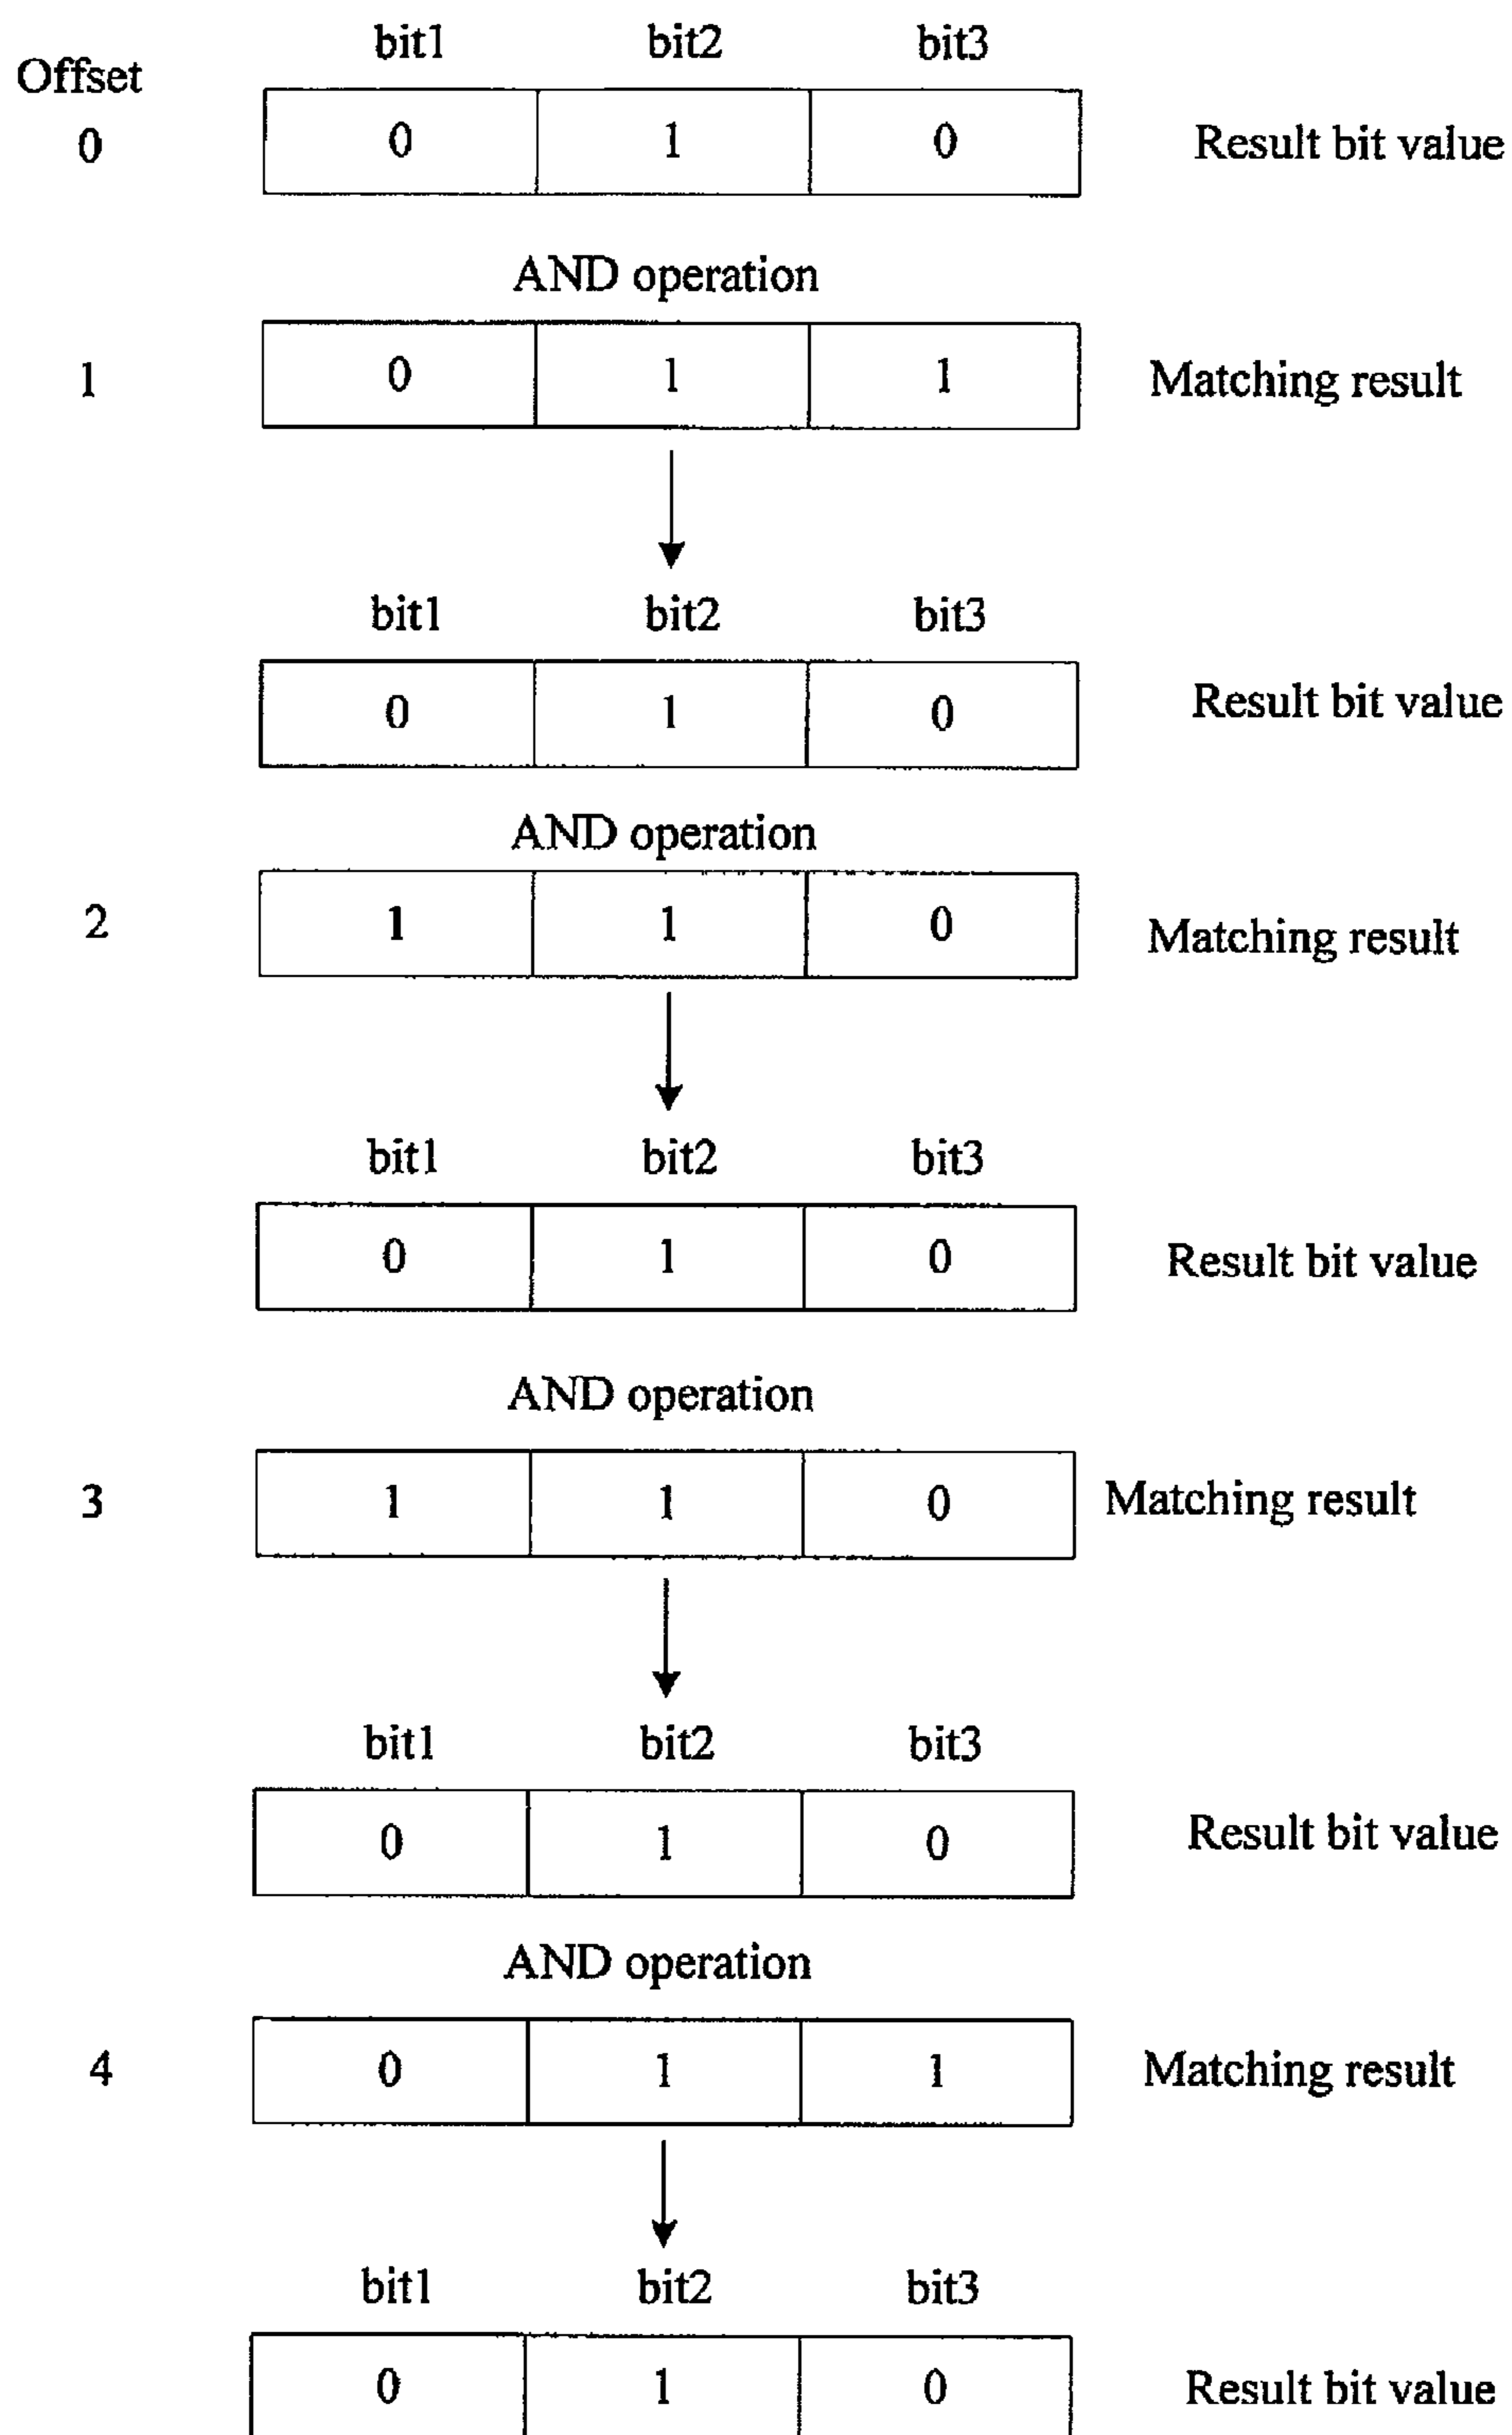 bit1 bit2 bit3
Offset
0 0 1 0 Result bit value
AND operation
1 0 1 1 Matching result
bit1 bit2 bit3
0 1 0 Result bit value
AND operation
2 1 1 0 Matching result
bit1 bit2 bit3
0 1 0 Result bit value
AND operation
3 1 1 0 Matching result
bit1 bit2 bit3
0 1 0 Result bit value
AND operation
4 0 1 1 Matching result
bit1 bit2 bit3
0 1 0 Result bit value